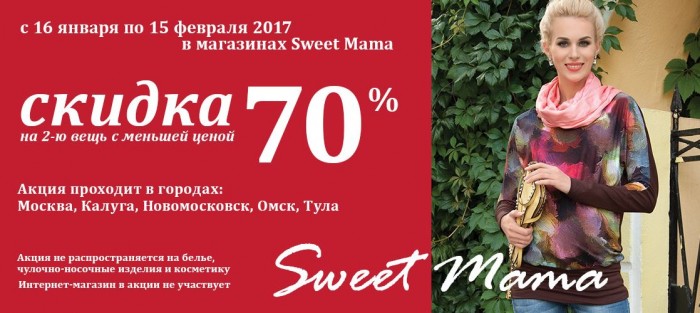 с 16 января по 15 февраля 2017
в магазинах Sweet Mama
скидка 70%
на 2-ю вещь с меньшей ценой
Акция проходит в городах:
Москва, Калуга, Новомосковск, Омск, Тула
Акция не распространяется на белье,
чулочно-носочные изделия и косметику
Интернет-магазин в акции не участвует
Sweet Mama